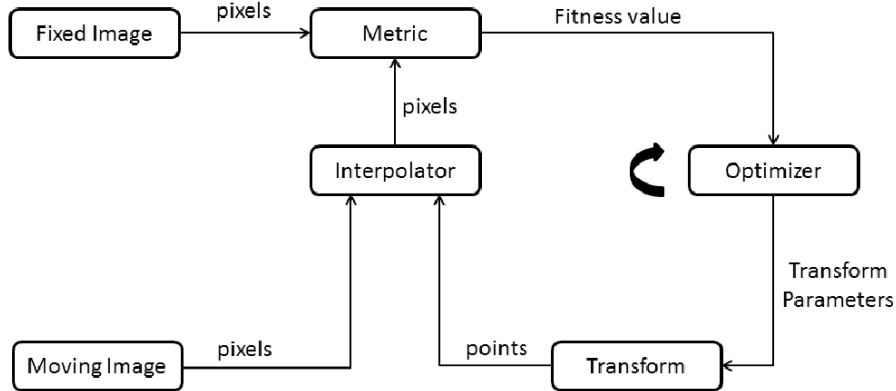 pixels
Fitness value
Fixed Image
Metric
pixels
Interpolator
Optimizer
Transform
Parameters
pixels
points
Moving Image
Transform